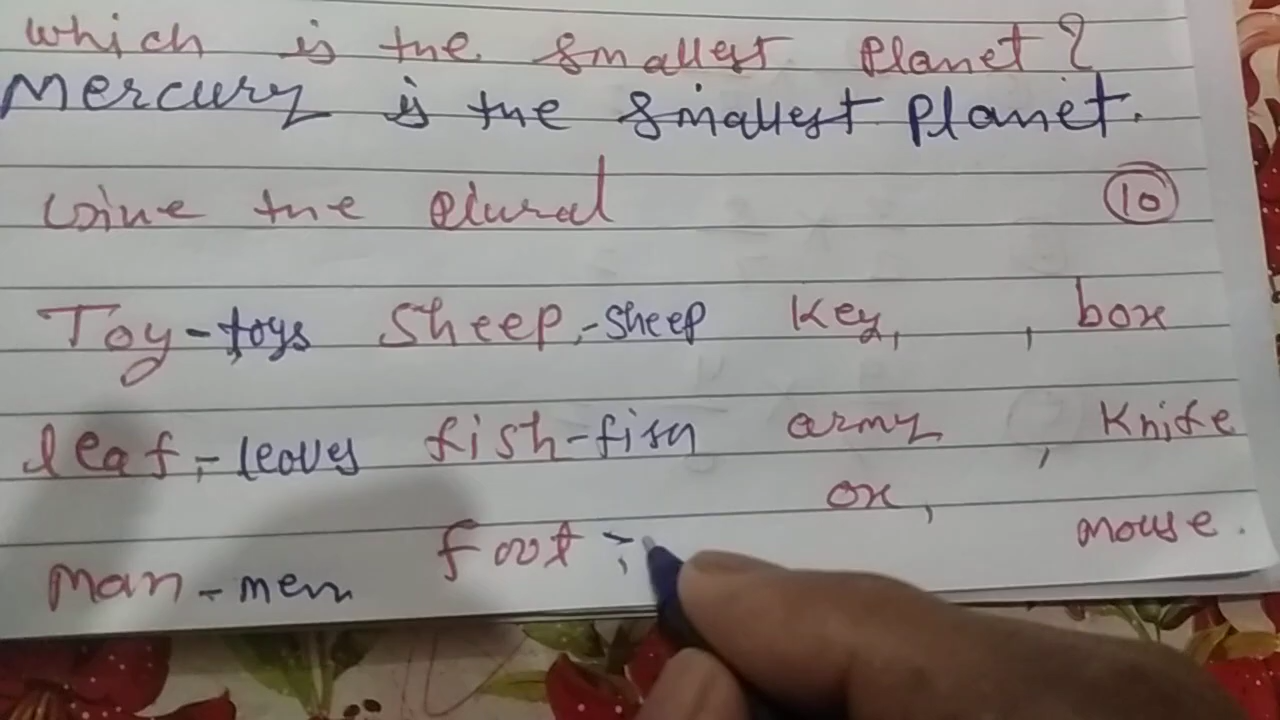 which is the smallest planet?
Mercury is the smallest planet.
Give the plural 10
Toy-toys Sheep,-sheep Key, , box
leaf,-leaves fish-fish army , Knife
ox,
man-men foot,- mouse.